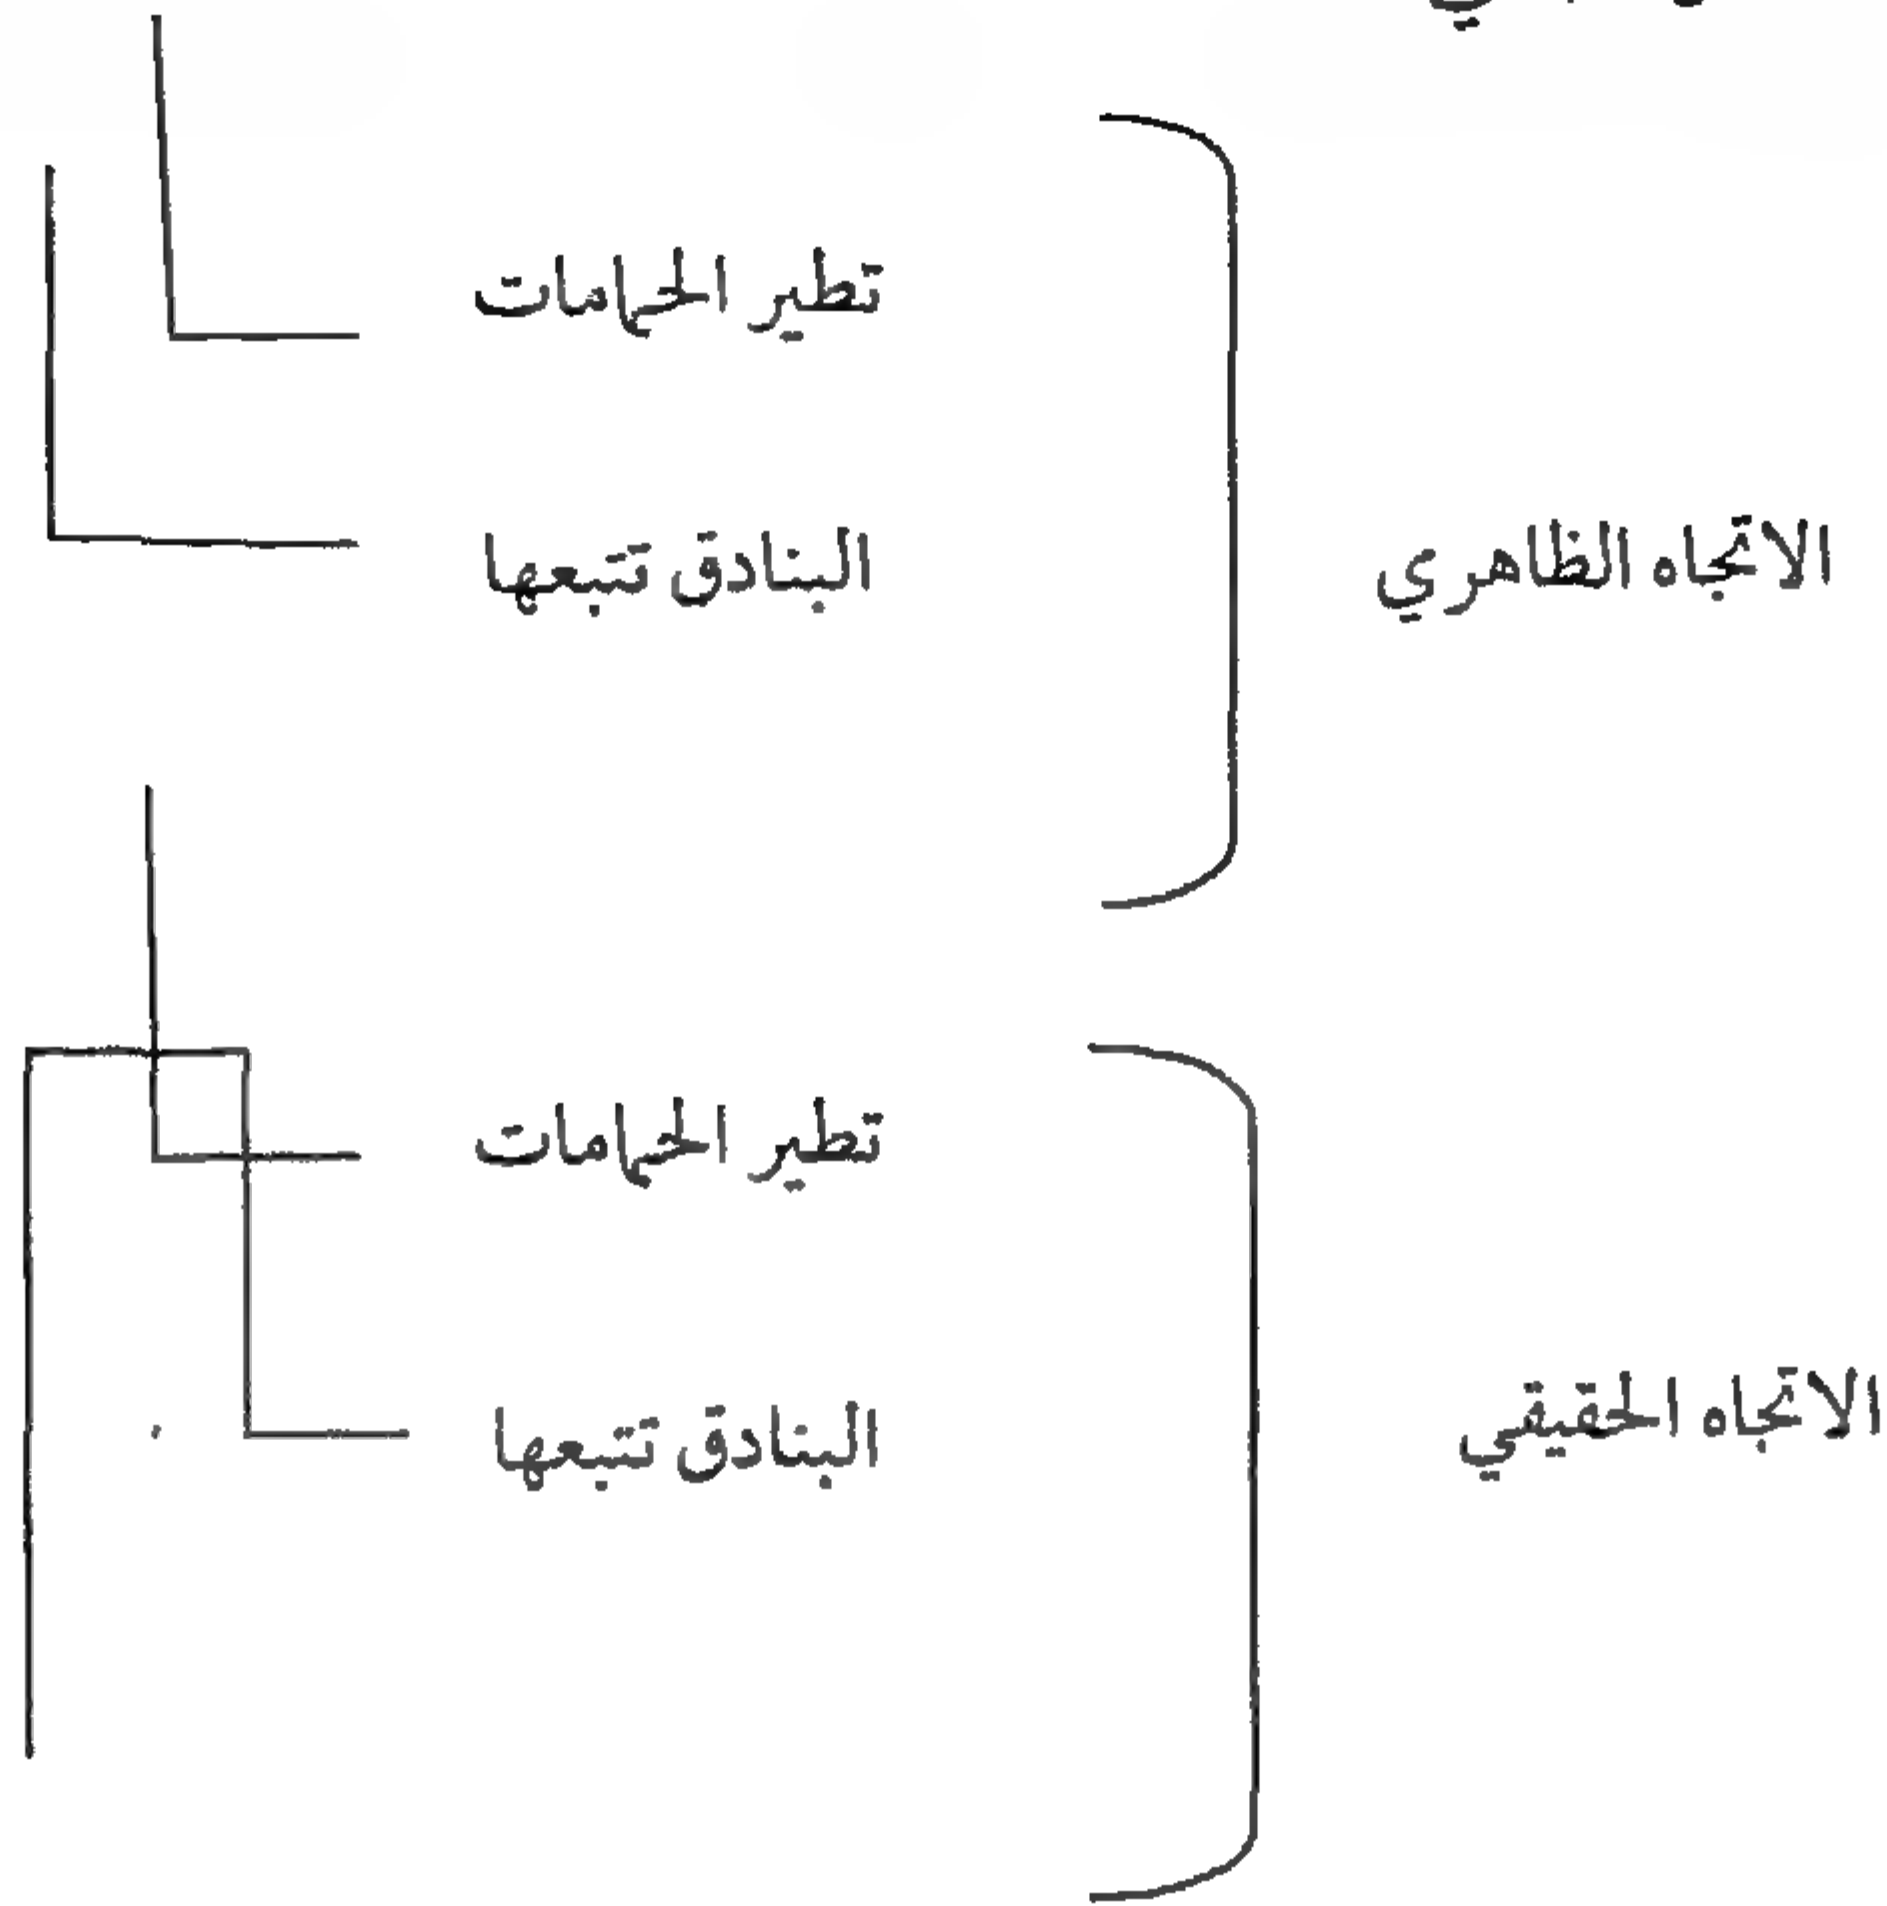 تطير الحمامات
البنادق تتبعها
الاتجاه الظاهري
تطير الحمامات
البنادق تتبعها
الاتجاه الحقيقي